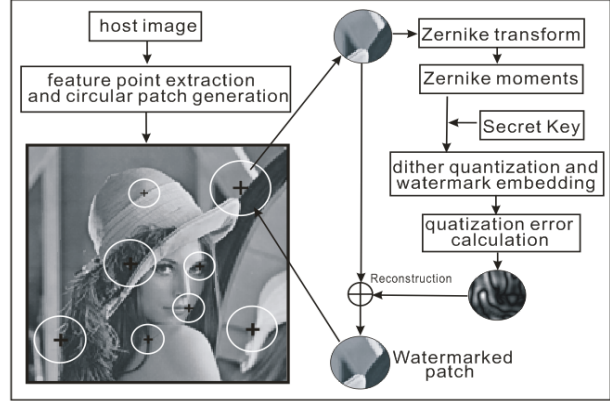 host image
feature point extraction
and circular patch generation
Zernike transform
Zernike moments
Secret Key
dither quantization and
watermark embedding
quatization error
calculation
Reconstruction
Watermarked
patch